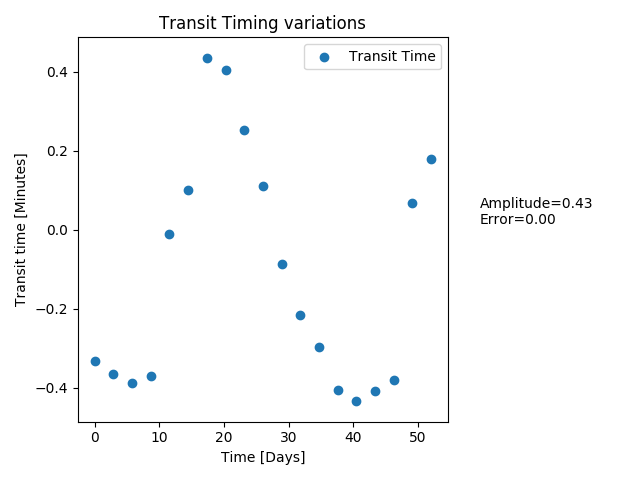 Transit Timing variations
Transit Time
Transit time [Minutes]
0.4
0.2
0.0
−0.2
−0.4
0
10
20
30
40
50
Time [Days]
Amplitude=0.43
Error=0.00